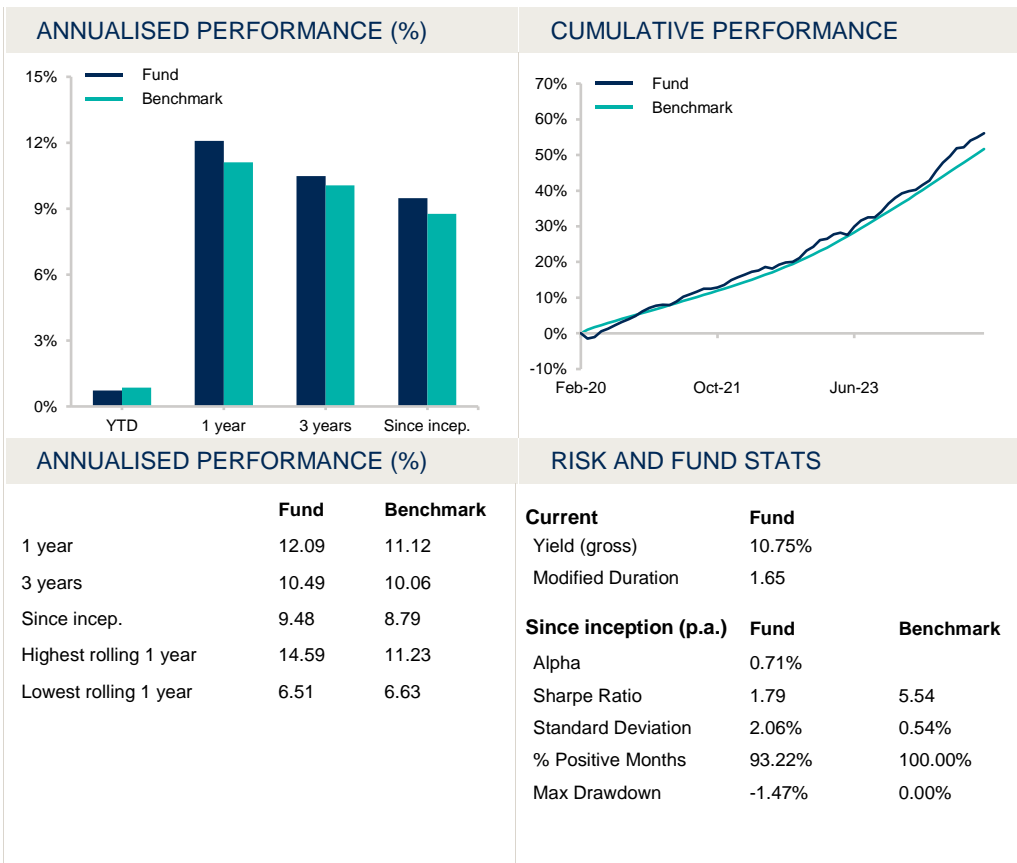 ANNUALISED PERFORMANCE (%)
Fund
Benchmark
15%
12%
9%
6%
3%
0%
YTD 1 year 3 years Since incep.
CUMULATIVE PERFORMANCE
Fund
Benchmark
70%
60%
50%
40%
30%
20%
10%
0%
-10%
Feb-20 Oct-21 Jun-23
ANNUALISED PERFORMANCE (%)
Fund Benchmark
1 year 12.09 11.12
3 years 10.49 10.06
Since incep. 9.48 8.79
Highest rolling 1 year 14.59 11.23
Lowest rolling 1 year 6.51 6.63
RISK AND FUND STATS
Current Fund
Yield (gross) 10.75%
Modified Duration 1.65
Since inception (p.a.) Fund Benchmark
Alpha 0.71%
Sharpe Ratio 1.79 5.54
Standard Deviation 2.06% 0.54%
% Positive Months 93.22% 100.00%
Max Drawdown -1.47% 0.00%